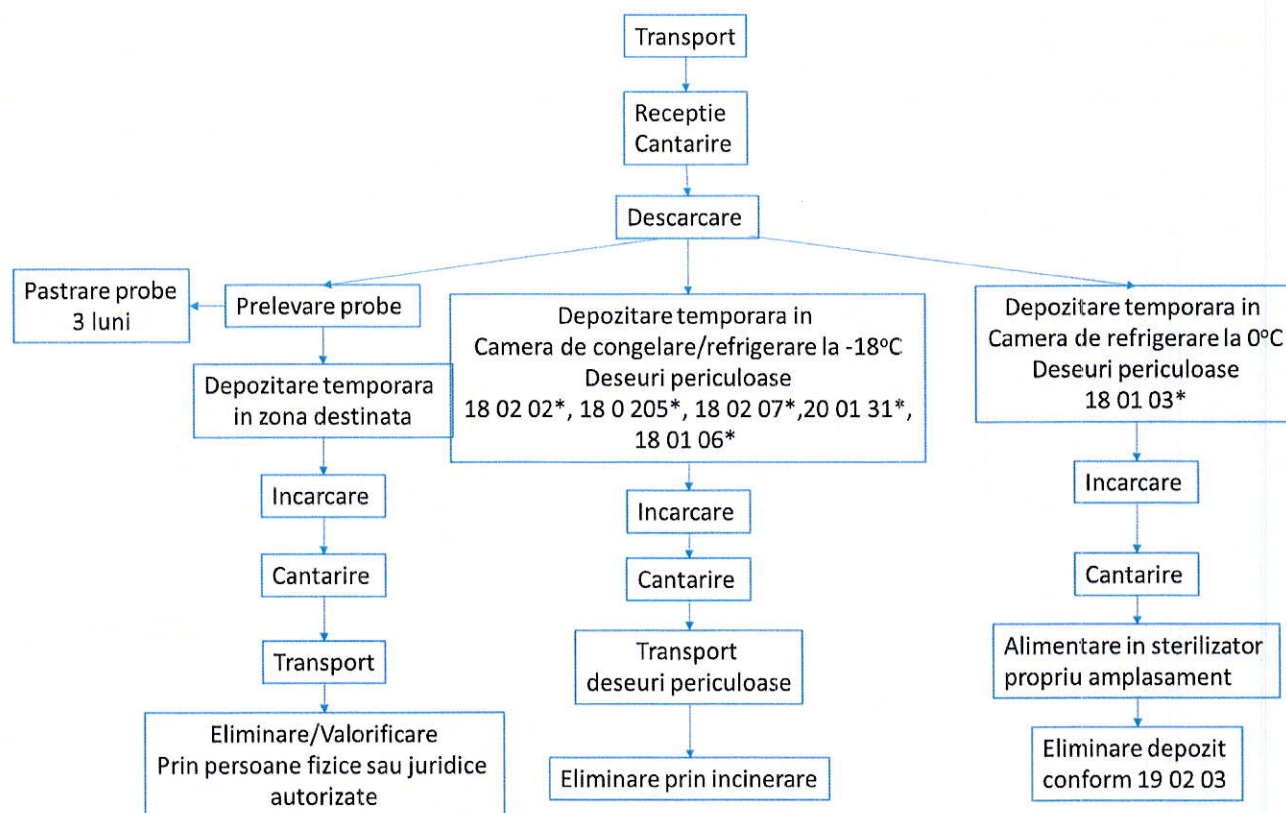 Transport
Receptie
Cantarire
Descarcare
Pastrare probe
3 luni
Prelevare probe
Depozitare temporara
in zona destinata
Incarcare
Cantarire
Transport
Eliminare/Valorificare
Prin persoane fizice sau juridice
autorizate
Depozitare temporara in
Camera de congelare/refrigerare la -18°C
Deseuri periculoase
18 02 02*, 18 0 205*, 18 02 07*,20 01 31*,
18 01 06*
Incarcare
Cantarire
Transport
deseuri periculoase
Eliminare prin incinerare
Depozitare temporara in
Camera de refrigerare la 0°C
Deseuri periculoase
18 01 03*
Incarcare
Cantarire
Alimentare in sterilizator
propriu amplasament
Eliminare depozit
conform 19 02 03